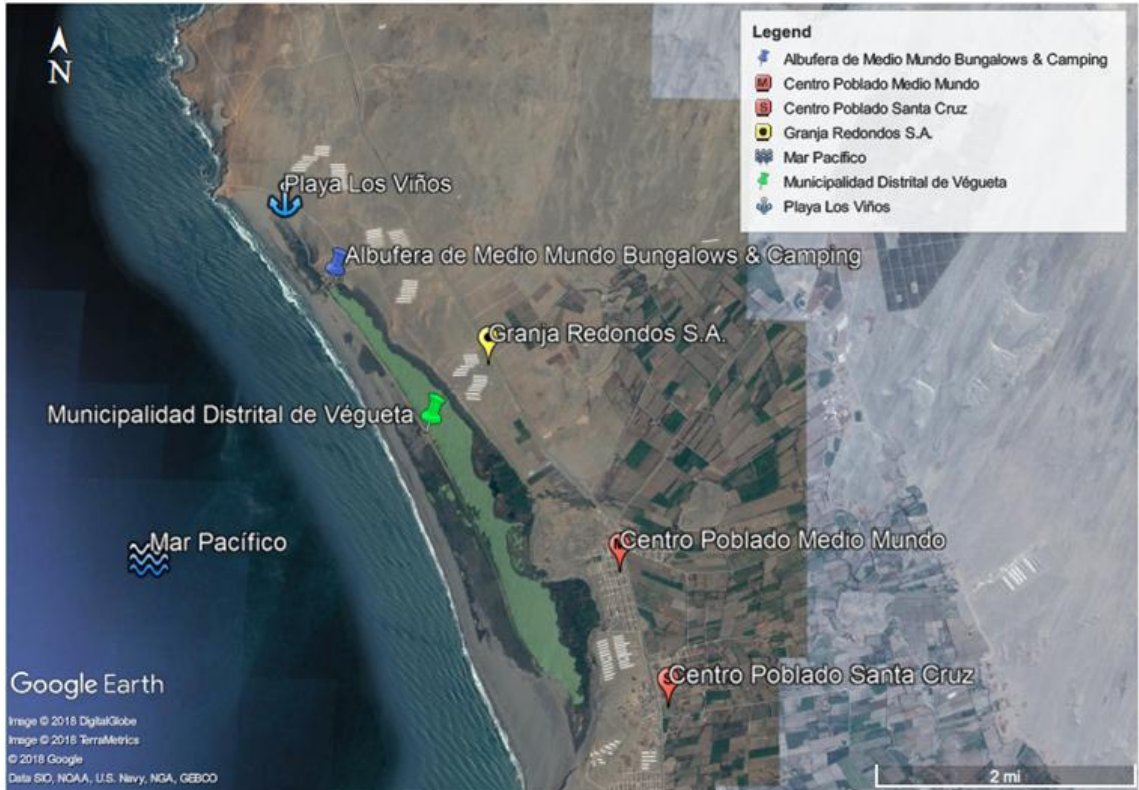 N
Legend
Albufera de Medio Mundo Bungalows & Camping
M Centro Poblado Medio Mundo
S Centro Poblado Santa Cruz
Granja Redondos S.A.
Mar Pacífico
Municipalidad Distrital de Végueta
Playa Los Viños
Playa Los Viños
Albufera de Medio Mundo Bungalows & Camping
Granja Redondos S.A.
Municipalidad Distrital de Végueta
Mar Pacífico
Centro Poblado Medio Mundo
Centro Poblado Santa Cruz
Google Earth
Image © 2018 DigitalGlobe
Image © 2018 TerraMetrics
© 2018 Google
Data SIO, NOAA, U.S. Navy, NGA, GEBCO
2 mi